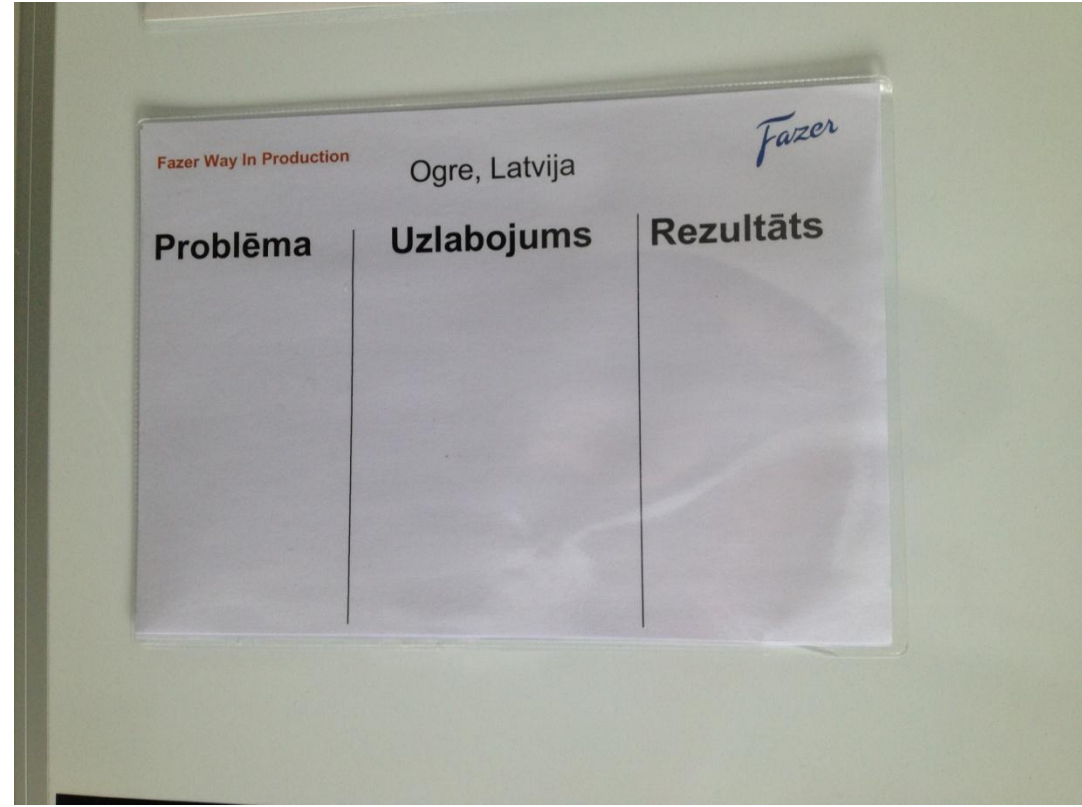 Fazer Way In Production
Ogre, Latvija
Fazer
Problēma
Uzlabojums
Rezultāts